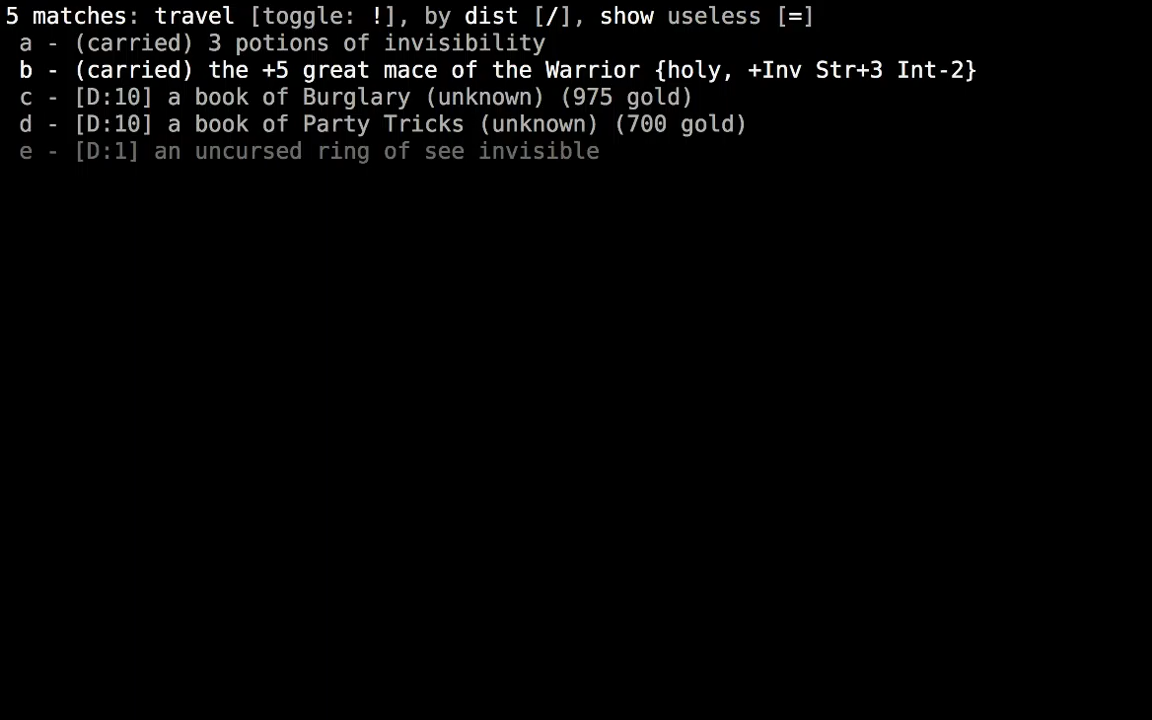 5 matches: travel [toggle: !], by dist [/], show useless [=]
a - (carried) 3 potions of invisibility
b - (carried) the +5 great mace of the Warrior {holy, +Inv Str+3 Int-2}
c - [D:10] a book of Burglary (unknown) (975 gold)
d - [D:10] a book of Party Tricks (unknown) (700 gold)
e - [D:1] an uncursed ring of see invisible